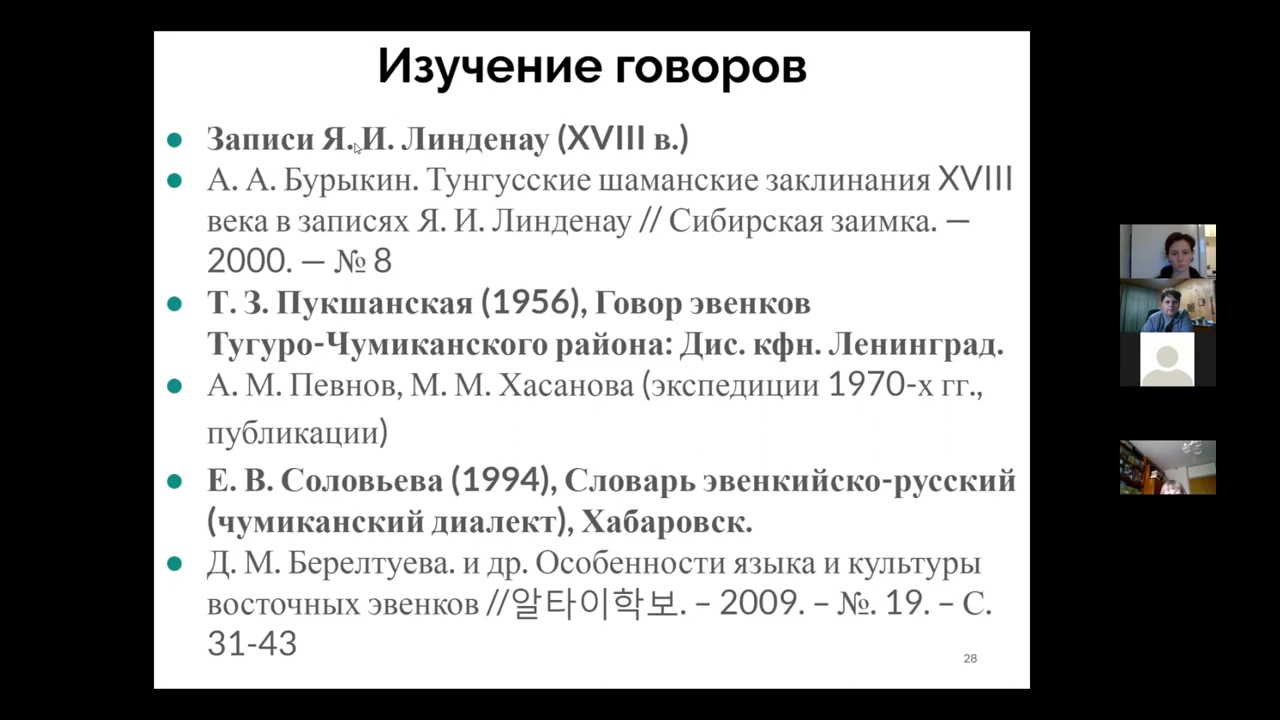 Изучение говоров
● Записи Я. И. Линденау (XVIII в.)
● А. А. Бурыкин. Тунгусские шаманские заклинания XVIII
века в записях Я. И. Линденау // Сибирская заимка. —
2000. — № 8
● Т. З. Пукшанская (1956), Говор эвенков
Тугуро-Чумиканского района: Дис. кфн. Ленинград.
● А. М. Певнов, М. М. Хасанова (экспедиции 1970-х гг.,
публикации)
● Е. В. Соловьева (1994), Словарь эвенкийско-русский
(чумиканский диалект), Хабаровск.
● Д. М. Берелтуева. и др. Особенности языка и культуры
восточных эвенков //알타이학보. – 2009. – №. 19. – С.
31-43
28